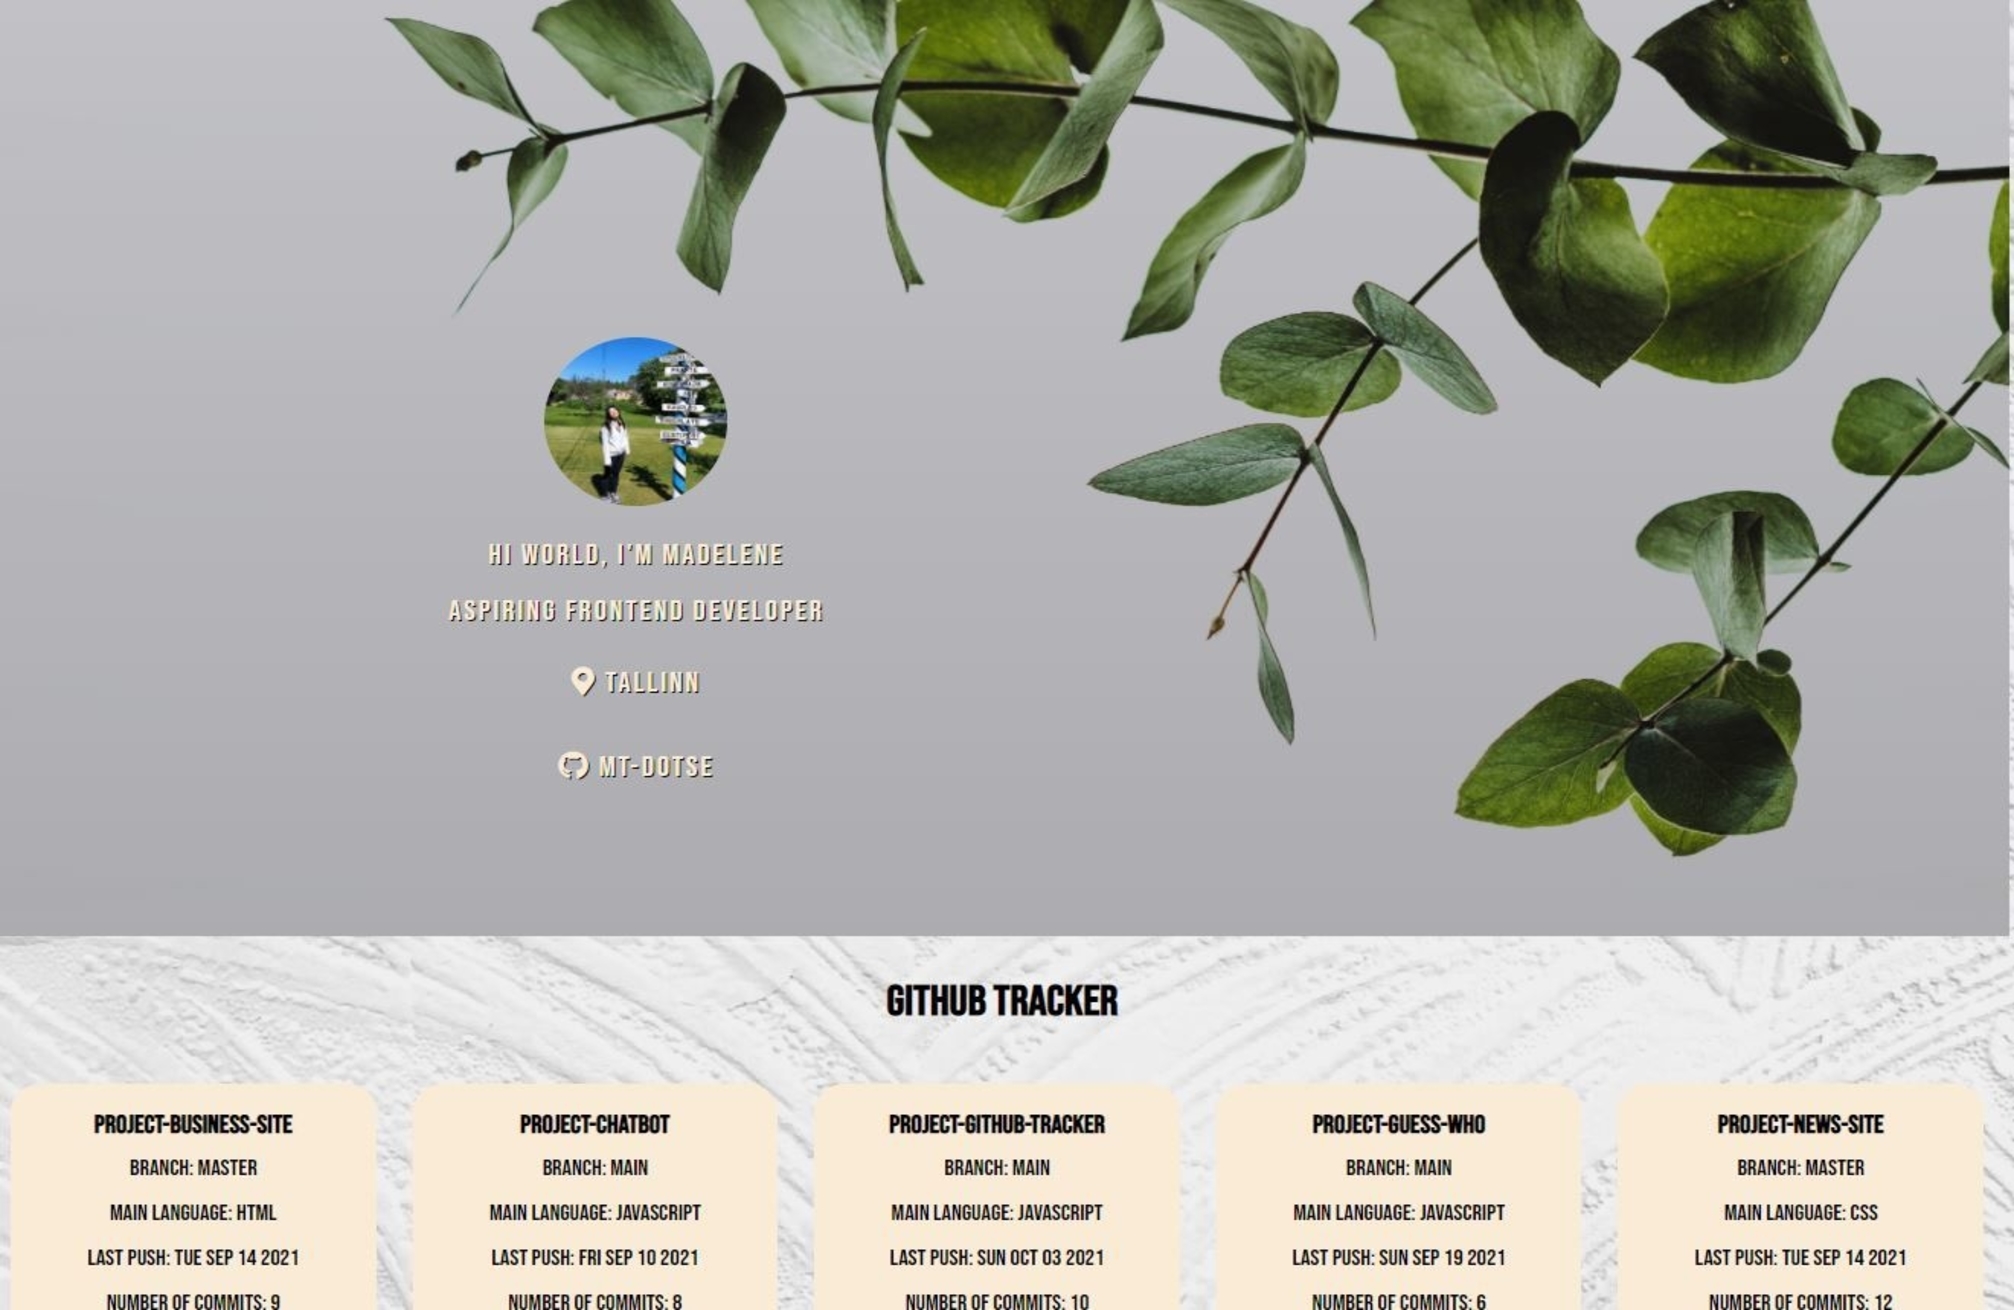 HI WORLD, I'M MADELENE
ASPIRING FRONTEND DEVELOPER
TALLINN
MT-DOTSE
GITHUB TRACKER
PROJECT-BUSINESS-SITE
BRANCH: MASTER
MAIN LANGUAGE: HTML
LAST PUSH: TUE SEP 14 2021
NUMBER OF COMMITS: 9
PROJECT-CHATBOT
BRANCH: MAIN
MAIN LANGUAGE: JAVASCRIPT
LAST PUSH: FRI SEP 10 2021
NUMBER OF COMMITS: 8
PROJECT-GITHUB-TRACKER
BRANCH: MAIN
MAIN LANGUAGE: JAVASCRIPT
LAST PUSH: SUN OCT 03 2021
NUMBER OF COMMITS: 10
PROJECT-GUESS-WHO
BRANCH: MAIN
MAIN LANGUAGE: JAVASCRIPT
LAST PUSH: SUN SEP 19 2021
NUMBER OF COMMITS: 6
PROJECT-NEWS-SITE
BRANCH: MASTER
MAIN LANGUAGE: CSS
LAST PUSH: TUE SEP 14 2021
NUMBER OF COMMITS: 12